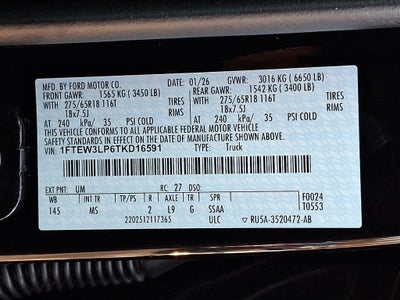 MFD. BY FORD MOTOR CO. 01/26 GVWR: 3016 KG ( 6650 LB)
FRONT GAWR: 1565 KG ( 3450 LB) REAR GAWR: 1542 KG ( 3400 LB)
WITH TIRES WITH TIRES
275/65R18 116T 275/65R18 116T
18x7.5J RIMS 18x7.5J RIMS
AT 240 kPa/ 35 PSI COLD AT 240 kPa/ 35 PSI COLD
THIS VEHICLE CONFORMS TO ALL APPLICABLE FEDERAL MOTOR VEHICLE
SAFETY STANDARDS IN EFFECT ON THE DATE OF MANUFACTURE SHOWN ABOVE.
VIN: 1FTEW3LP6TKD16591 TYPE: Truck
EXT PNT: UM RC: 27 DSO: F0024
WB INT TR TP/PS R AXLE TR SPR T0553
145 MS 2 L9 G SSAA
2202512117365 ULC ▽ RU5A-3520472-AB